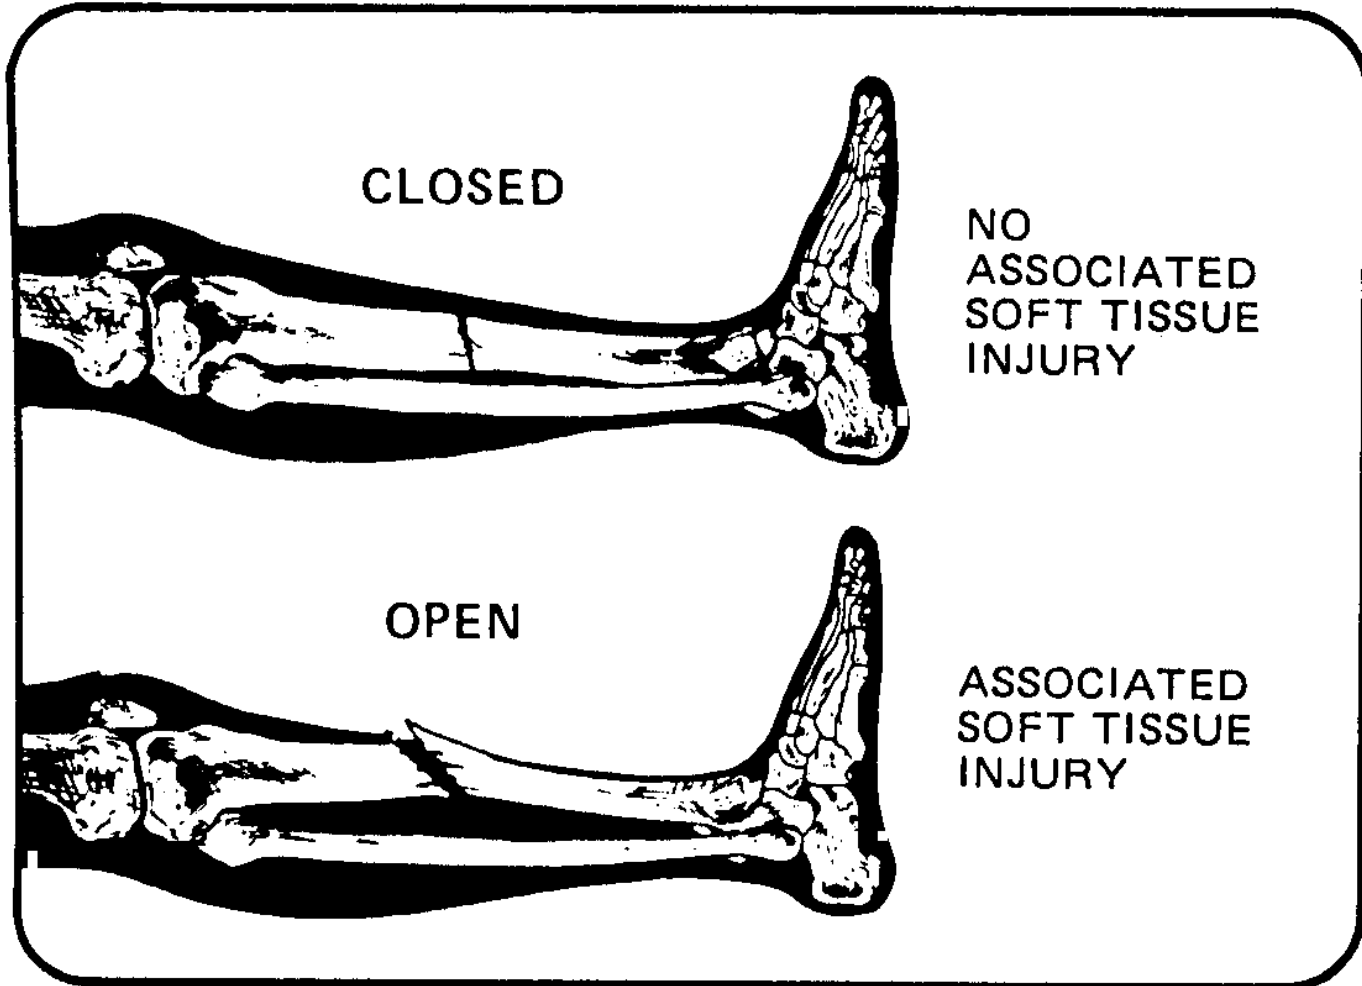 CLOSED
NO
ASSOCIATED
SOFT TISSUE
INJURY
OPEN
ASSOCIATED
SOFT TISSUE
INJURY